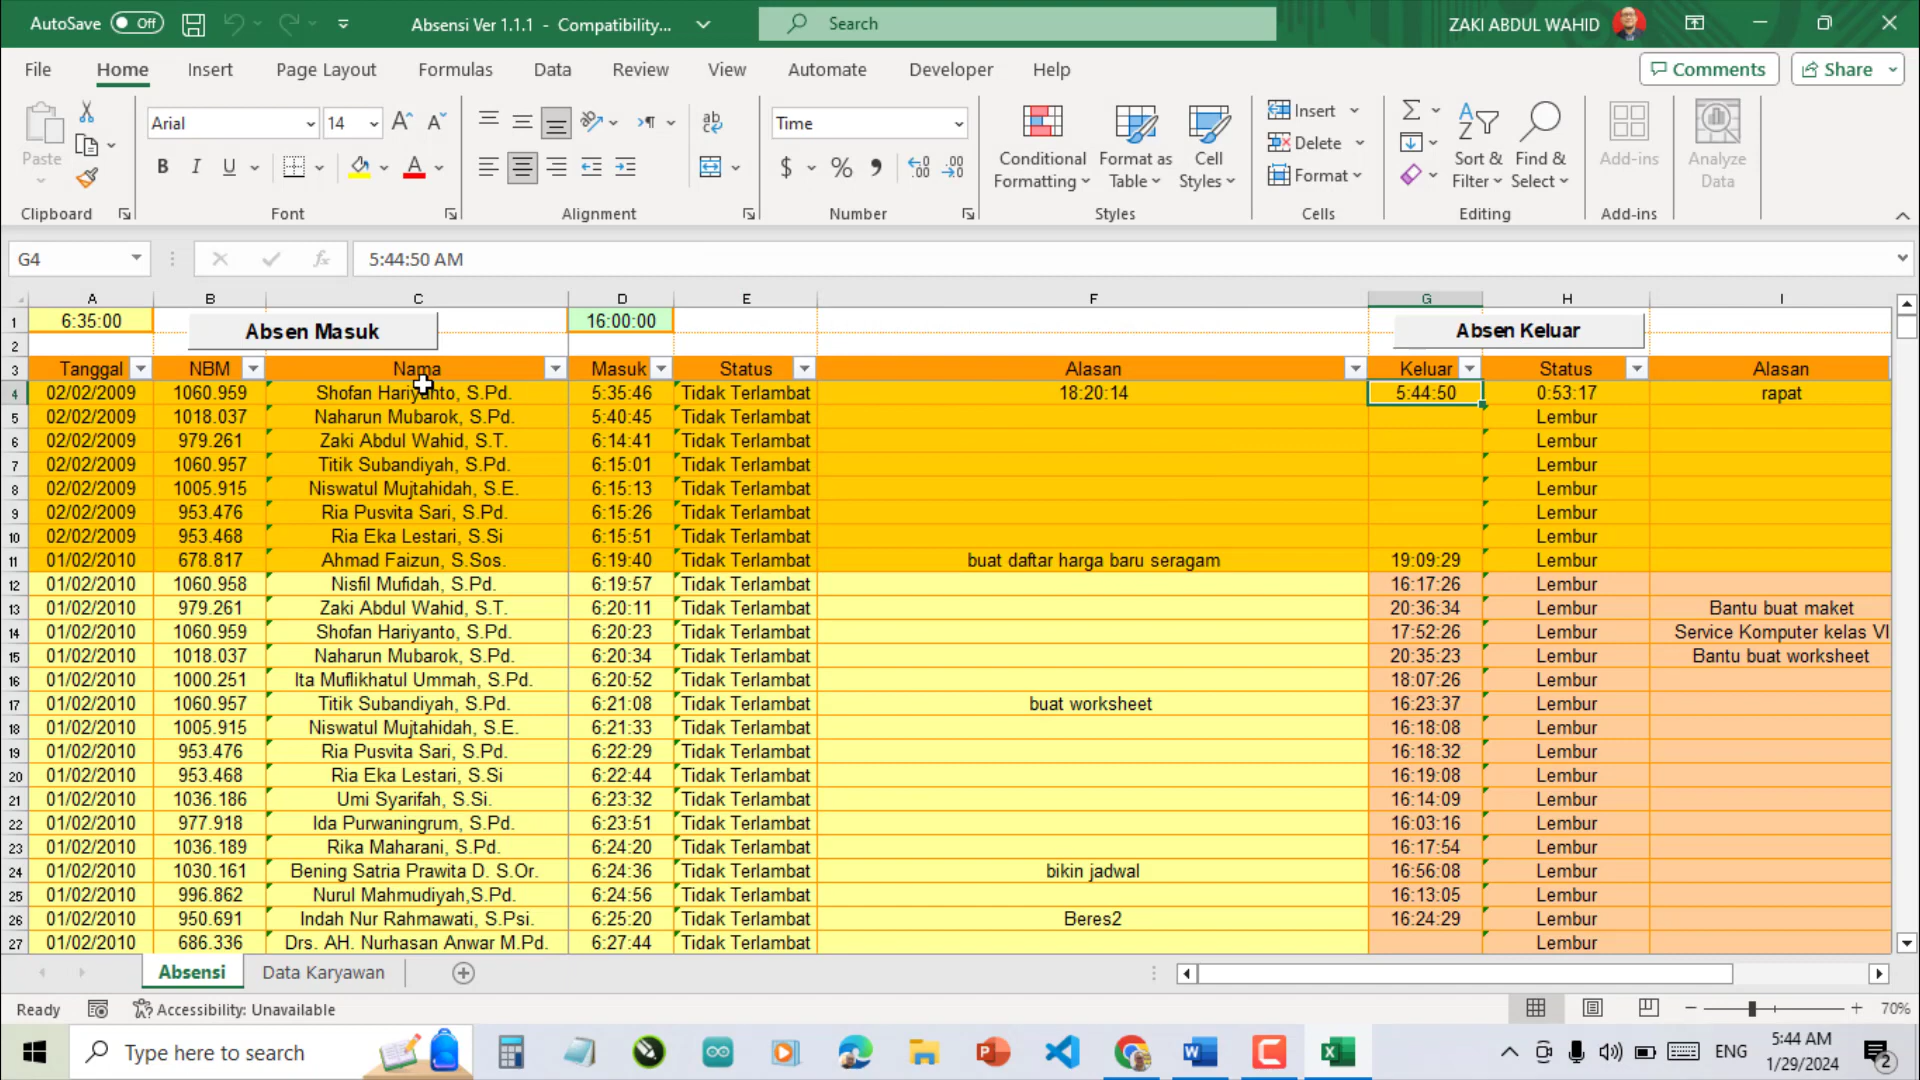 AutoSave Off Absensi Ver 1.1.1 - Compatibility... Search ZAKI ABDUL WAHID
File Home Insert Page Layout Formulas Data Review View Automate Developer Help Comments Share
Paste Arial 14 Time Conditional Formatting Format as Table Cell Styles Insert Delete Format Sort & Filter Find & Select Add-ins Analyze Data
Clipboard Font Alignment Number Styles Cells Editing Add-ins
G4 5:44:50 AM
A B C D E F G H I
1 6:35:00 Absen Masuk 16:00:00 Absen Keluar
2
3 Tanggal NBM Nama Masuk Status Alasan Keluar Status Alasan
4 02/02/2009 1060.959 Shofan Hariyanto, S.Pd. 5:35:46 Tidak Terlambat 18:20:14 5:44:50 0:53:17 rapat
5 02/02/2009 1018.037 Naharun Mubarok, S.Pd. 5:40:45 Tidak Terlambat Lembur
6 02/02/2009 979.261 Zaki Abdul Wahid, S.T. 6:14:41 Tidak Terlambat Lembur
7 02/02/2009 1060.957 Titik Subandiyah, S.Pd. 6:15:01 Tidak Terlambat Lembur
8 02/02/2009 1005.915 Niswatul Mujtahidah, S.E. 6:15:13 Tidak Terlambat Lembur
9 02/02/2009 953.476 Ria Pusvita Sari, S.Pd. 6:15:26 Tidak Terlambat Lembur
10 02/02/2009 953.468 Ria Eka Lestari, S.Si 6:15:51 Tidak Terlambat Lembur
11 01/02/2010 678.817 Ahmad Faizun, S.Sos. 6:19:40 Tidak Terlambat buat daftar harga baru seragam 19:09:29 Lembur
12 01/02/2010 1060.958 Nisfil Mufidah, S.Pd. 6:19:57 Tidak Terlambat 16:17:26 Lembur
13 01/02/2010 979.261 Zaki Abdul Wahid, S.T. 6:20:11 Tidak Terlambat 20:36:34 Lembur Bantu buat maket
14 01/02/2010 1060.959 Shofan Hariyanto, S.Pd. 6:20:23 Tidak Terlambat 17:52:26 Lembur Service Komputer kelas VI
15 01/02/2010 1018.037 Naharun Mubarok, S.Pd. 6:20:34 Tidak Terlambat 20:35:23 Lembur Bantu buat worksheet
16 01/02/2010 1000.251 Ita Muflikhatul Ummah, S.Pd. 6:20:52 Tidak Terlambat 18:07:26 Lembur
17 01/02/2010 1060.957 Titik Subandiyah, S.Pd. 6:21:08 Tidak Terlambat buat worksheet 16:23:37 Lembur
18 01/02/2010 1005.915 Niswatul Mujtahidah, S.E. 6:21:33 Tidak Terlambat 16:18:08 Lembur
19 01/02/2010 953.476 Ria Pusvita Sari, S.Pd. 6:22:29 Tidak Terlambat 16:18:32 Lembur
20 01/02/2010 953.468 Ria Eka Lestari, S.Si 6:22:44 Tidak Terlambat 16:19:08 Lembur
21 01/02/2010 1036.186 Umi Syarifah, S.Si. 6:23:32 Tidak Terlambat 16:14:09 Lembur
22 01/02/2010 977.918 Ida Purwaningrum, S.Pd. 6:23:51 Tidak Terlambat 16:03:16 Lembur
23 01/02/2010 1036.189 Rika Maharani, S.Pd. 6:24:20 Tidak Terlambat 16:17:54 Lembur
24 01/02/2010 1030.161 Bening Satria Prawita D. S.Or. 6:24:36 Tidak Terlambat bikin jadwal 16:56:08 Lembur
25 01/02/2010 996.862 Nurul Mahmudiyah,S.Pd. 6:24:56 Tidak Terlambat 16:13:05 Lembur
26 01/02/2010 950.691 Indah Nur Rahmawati, S.Psi. 6:25:20 Tidak Terlambat Beres2 16:24:29 Lembur
27 01/02/2010 686.336 Drs. AH. Nurhasan Anwar M.Pd. 6:27:44 Tidak Terlambat Lembur
Absensi Data Karyawan
Ready Accessibility: Unavailable 70%
Type here to search ENG 5:44 AM
1/29/2024 2